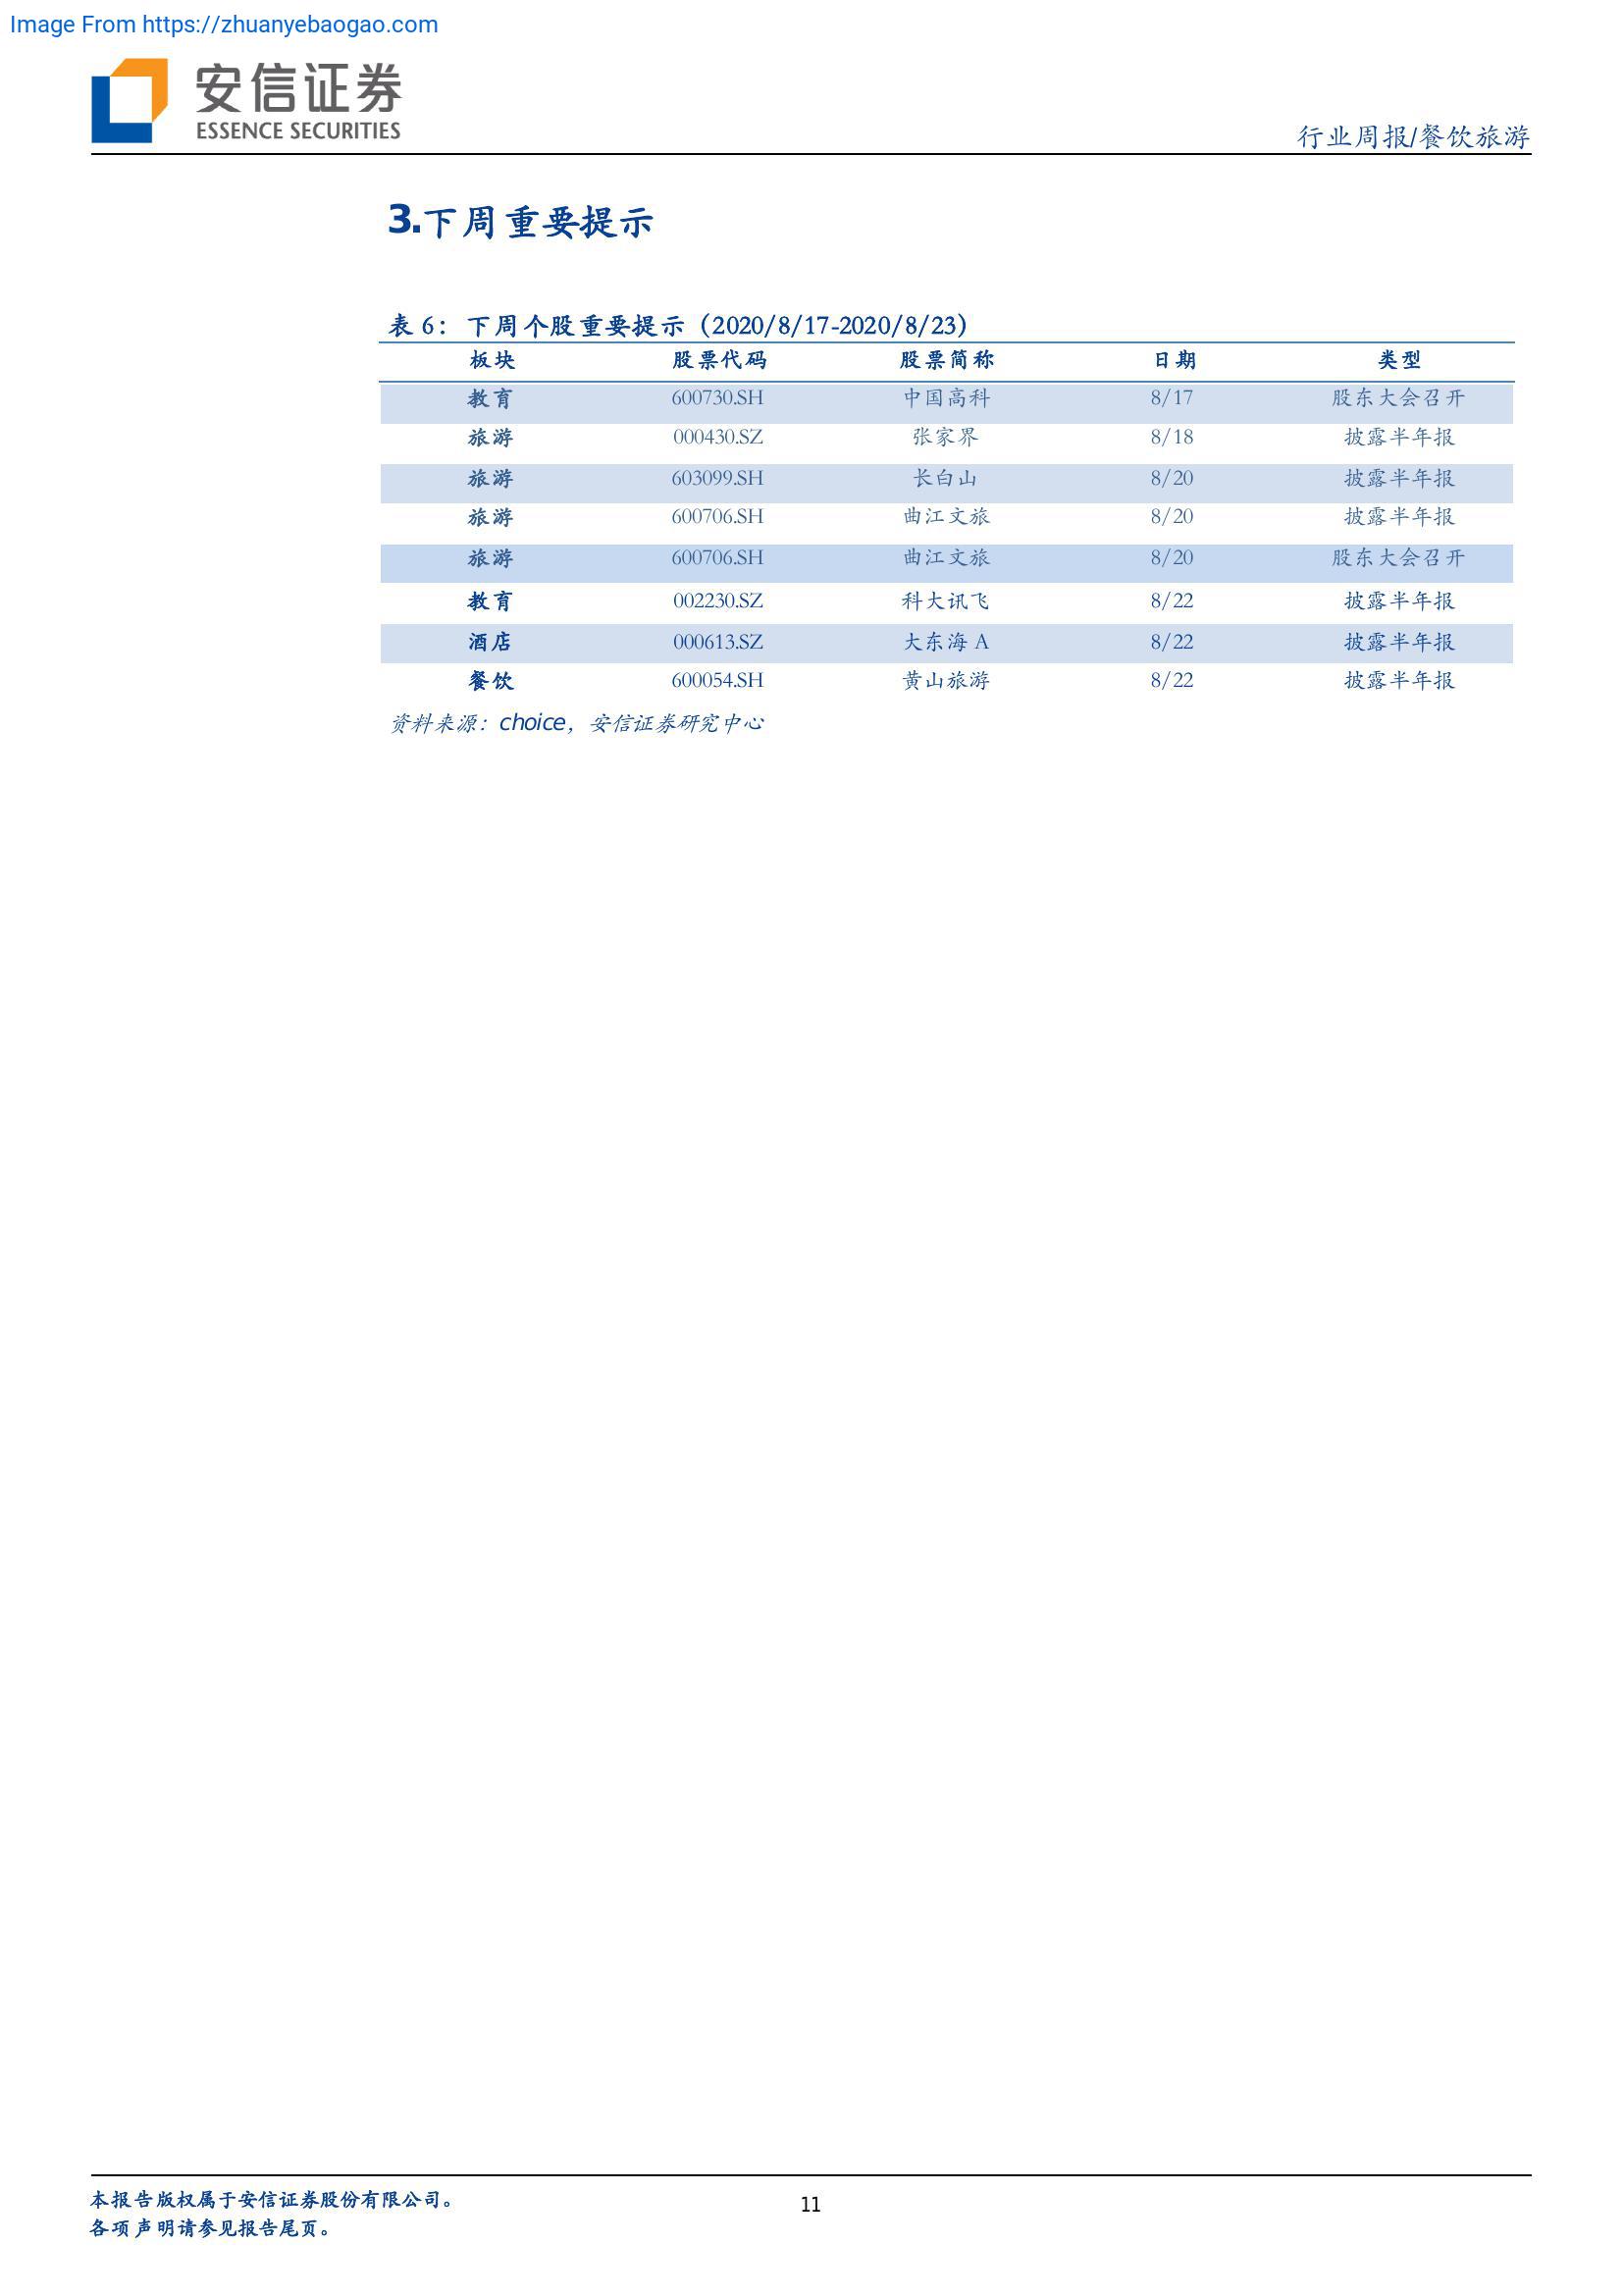 Image From https://zhuanyebaogao.com
安信证券
ESSENCE SECURITIES
行业周报/餐饮旅游
3.下周重要提示
表 6： 下周个股重要提示（2020/8/17-2020/8/23）
板块 股票代码 股票简称 日期 类型
教育 600730.SH 中国高科 8/17 股东大会召开
旅游 000430.SZ 张家界 8/18 披露半年报
旅游 603099.SH 长白山 8/20 披露半年报
旅游 600706.SH 曲江文旅 8/20 披露半年报
旅游 600706.SH 曲江文旅 8/20 股东大会召开
教育 002230.SZ 科大讯飞 8/22 披露半年报
酒店 000613.SZ 大东海 A 8/22 披露半年报
餐饮 600054.SH 黄山旅游 8/22 披露半年报
资料来源：choice，安信证券研究中心
本报告版权属于安信证券股份有限公司。
各项声明请参见报告尾页。
11